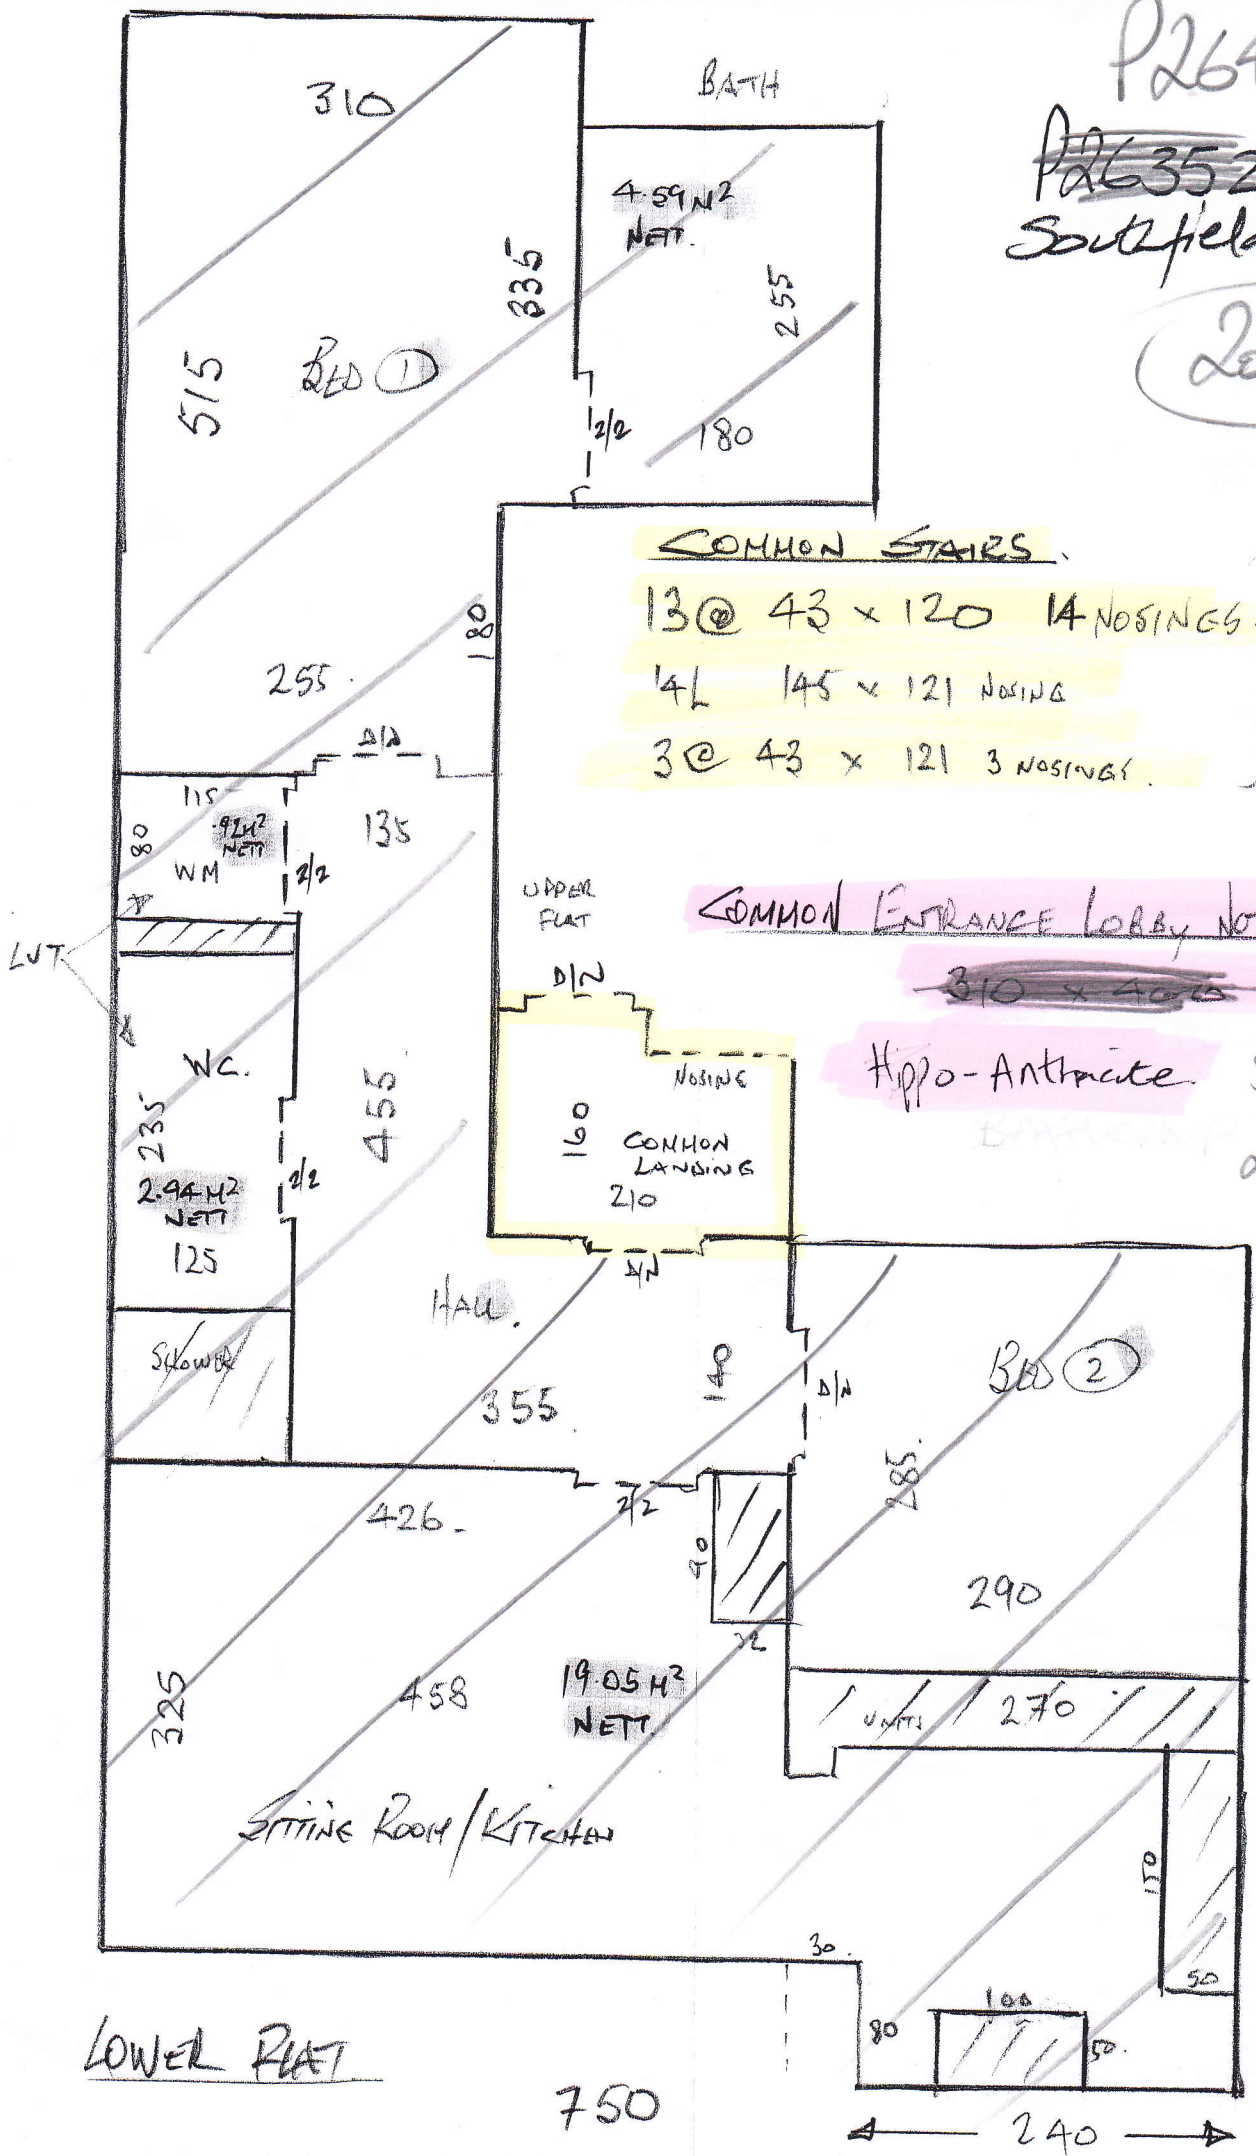 P264
P26352
BATH
310
Southfield
4.59 M²
NETT.
335
255
515
BED 1
2/2
180
COMMON STAIRS.
13@ 43 x 120 14 NOSINGS.
180
255.
¼L 145 x 121 NOSING
3@ 43 x 121 3 NOSINGS.
D/N
115
.92M²
NETT
135
80
WM
2/2
UPPER
FLAT
COMMON ENTRANCE LOBBY
LVT
D/N
310 x 400
WC.
NOSING
Hippo-Anthracite
455
160
COMMON
LANDING
235
2/2
2.94 M²
NETT
210
125
D/N
HALL.
SHOWER
BED 2
D/N
355
285.
426.
2/2
90
290
32
19.05 M²
NETT.
458
325
UNITS
270
SITTING ROOM/KITCHEN
150
30.
50
100
80
50.
LOWER FLAT
750
240